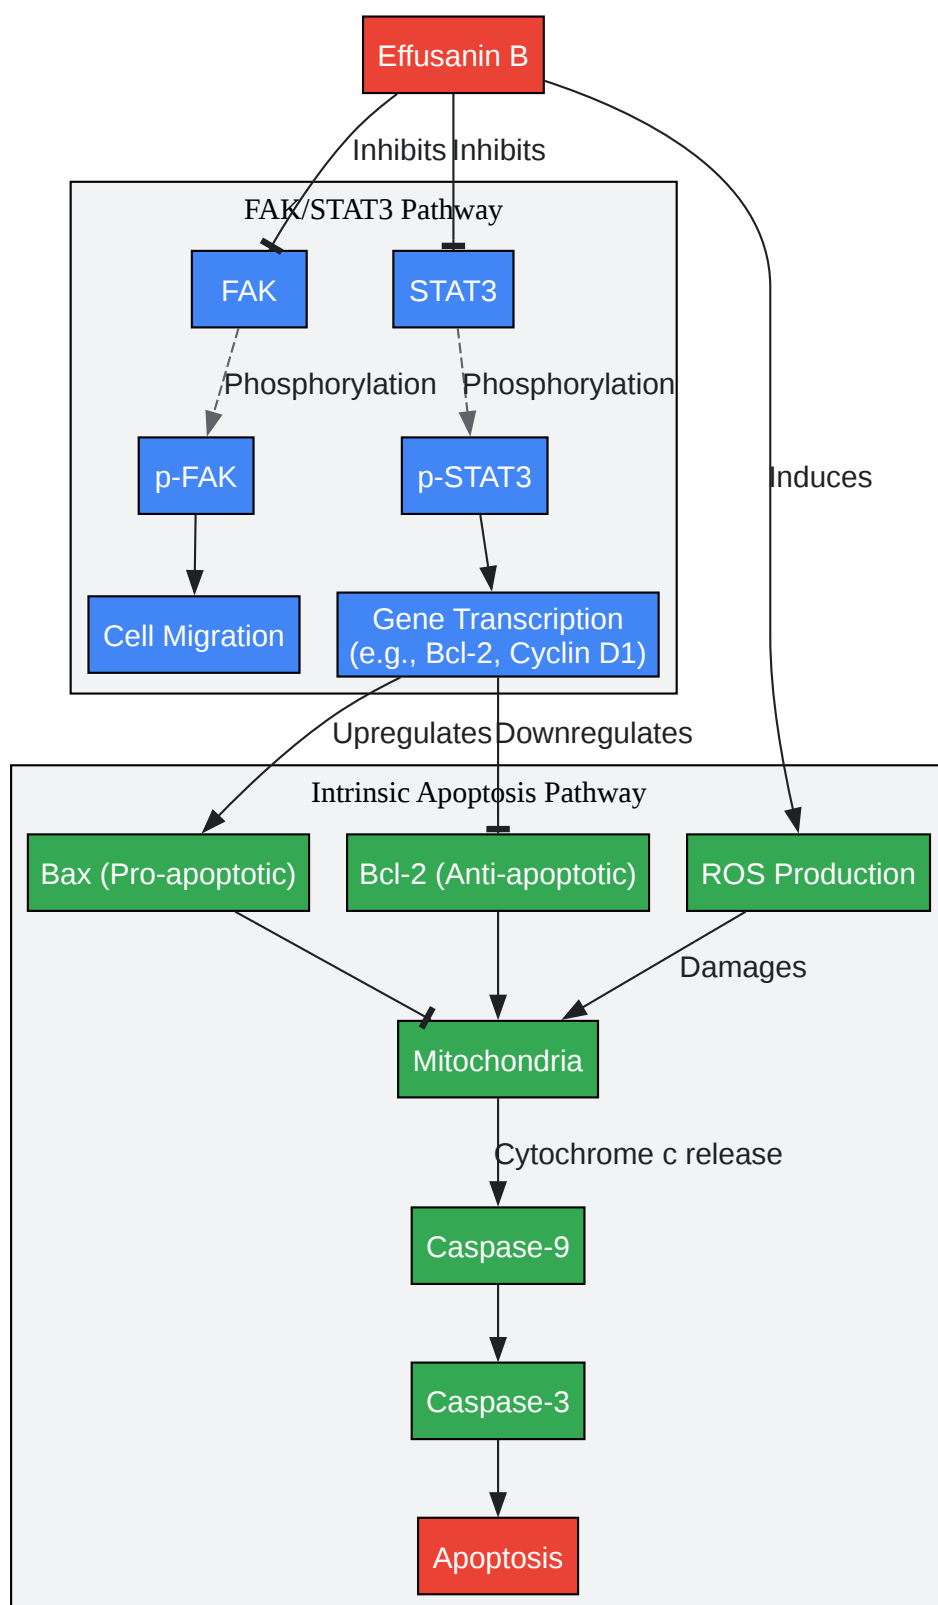 Effusanin B
Inhibits
Inhibits
FAK/STAT3 Pathway
FAK
STAT3
Phosphorylation
Phosphorylation
p-FAK
p-STAT3
Induces
Cell Migration
Gene Transcription
(e.g., Bcl-2, Cyclin D1)
Upregulates
Downregulates
Intrinsic Apoptosis Pathway
Bax (Pro-apoptotic)
Bcl-2 (Anti-apoptotic)
ROS Production
Damages
Mitochondria
Cytochrome c release
Caspase-9
Caspase-3
Apoptosis